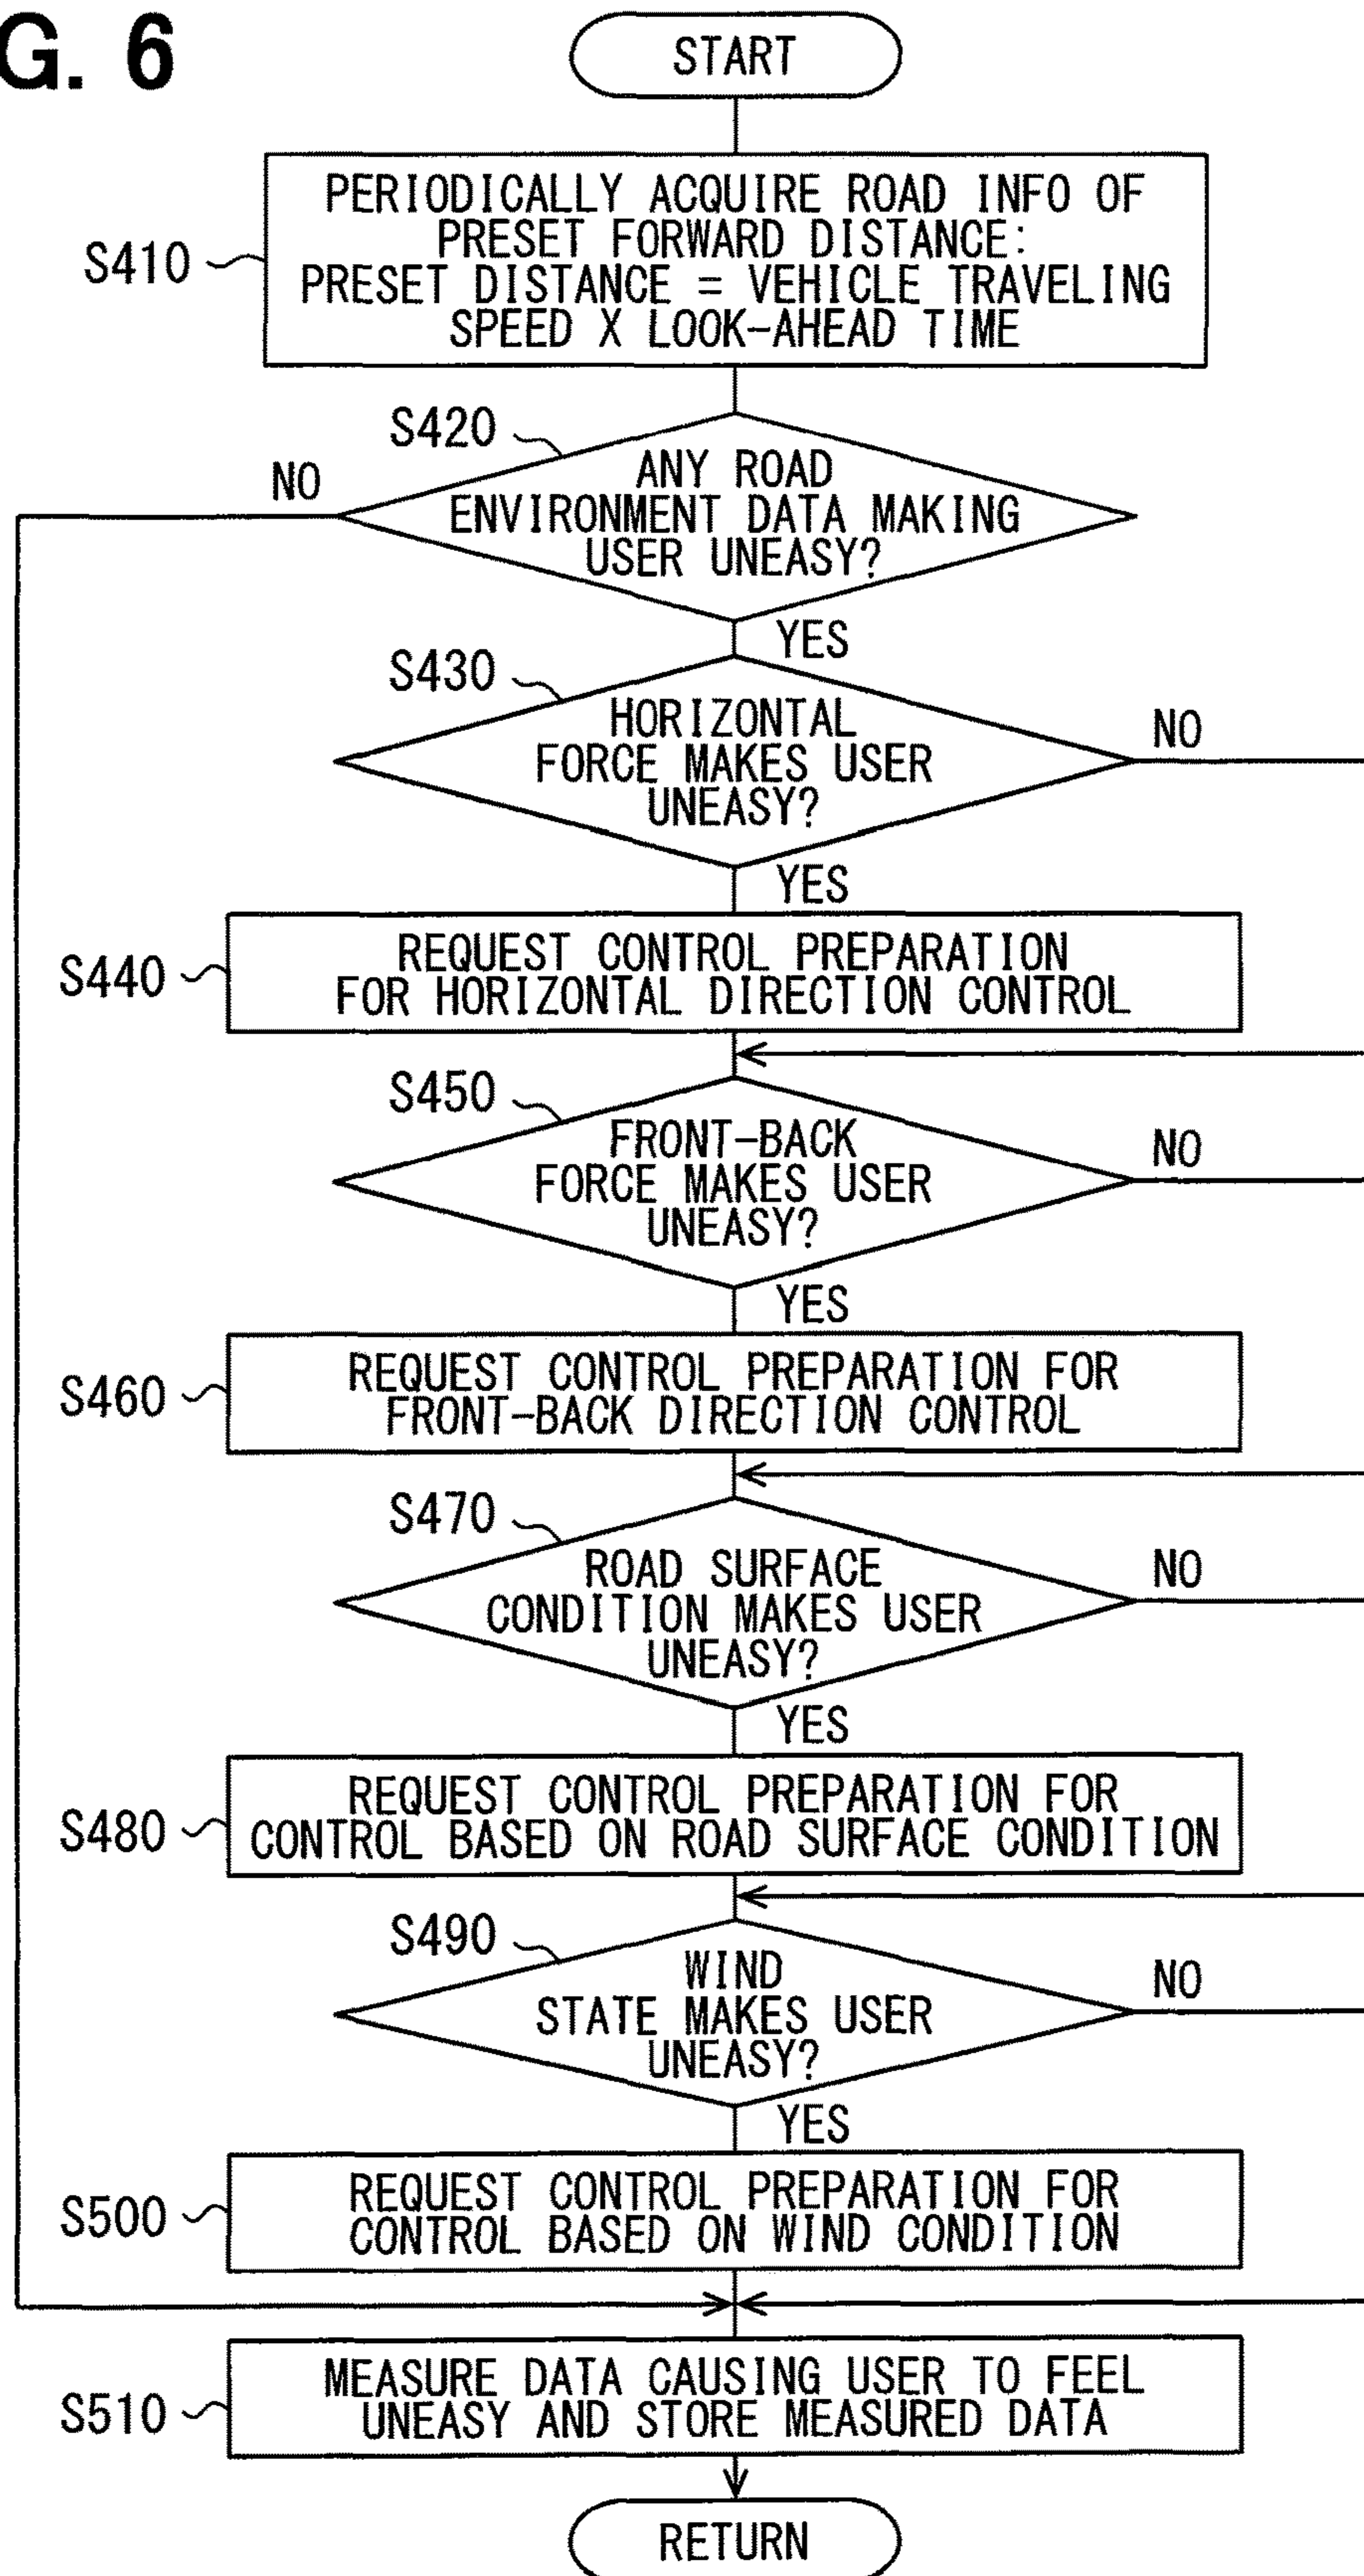 G. 6
START
S410
PERIODICALLY ACQUIRE ROAD INFO OF
PRESET FORWARD DISTANCE:
PRESET DISTANCE = VEHICLE TRAVELING
SPEED X LOOK-AHEAD TIME
S420
NO
ANY ROAD
ENVIRONMENT DATA MAKING
USER UNEASY?
YES
S430
HORIZONTAL
FORCE MAKES USER
UNEASY?
NO
YES
S440
REQUEST CONTROL PREPARATION
FOR HORIZONTAL DIRECTION CONTROL
S450
FRONT-BACK
FORCE MAKES USER
UNEASY?
NO
YES
S460
REQUEST CONTROL PREPARATION FOR
FRONT-BACK DIRECTION CONTROL
S470
ROAD SURFACE
CONDITION MAKES USER
UNEASY?
NO
YES
S480
REQUEST CONTROL PREPARATION FOR
CONTROL BASED ON ROAD SURFACE CONDITION
S490
WIND
STATE MAKES USER
UNEASY?
NO
YES
S500
REQUEST CONTROL PREPARATION FOR
CONTROL BASED ON WIND CONDITION
S510
MEASURE DATA CAUSING USER TO FEEL
UNEASY AND STORE MEASURED DATA
RETURN